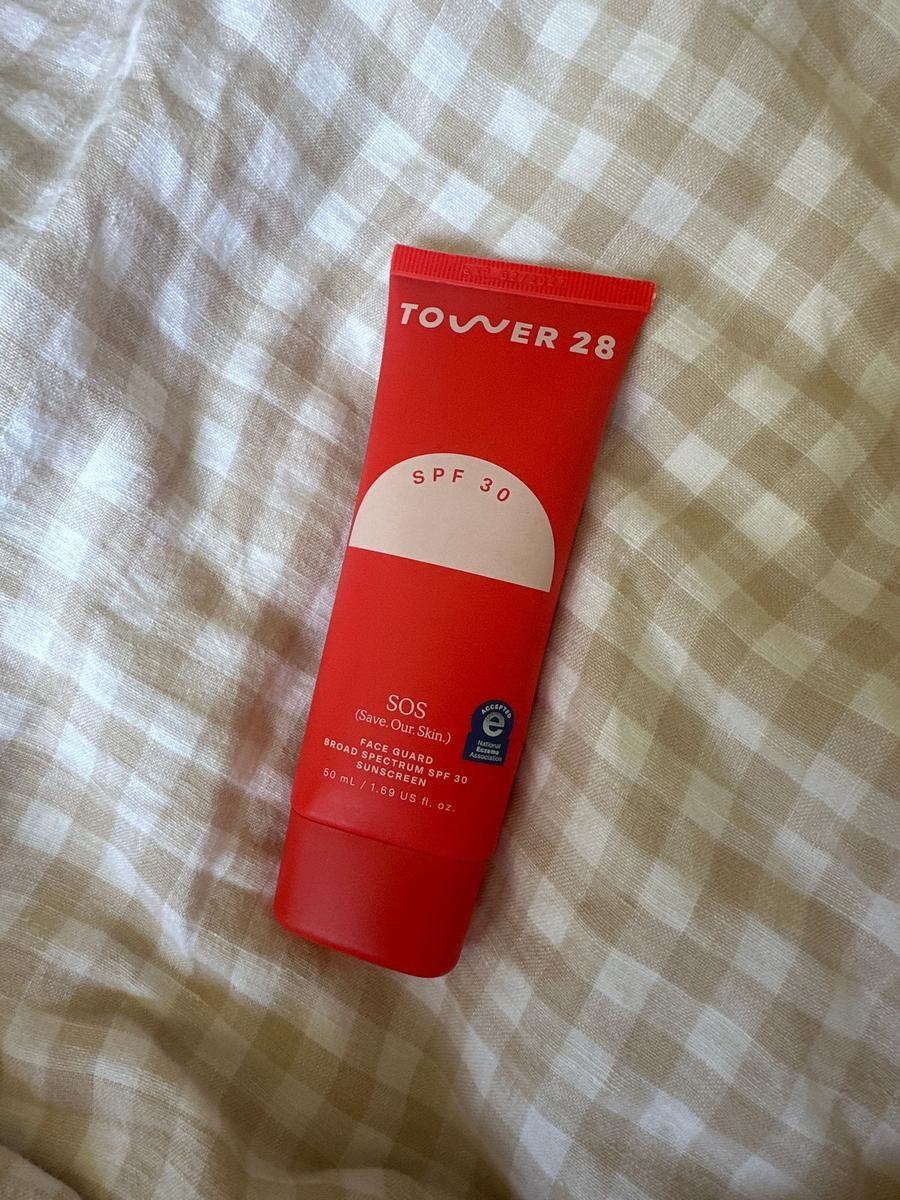 TOWER 28
SPF 30
SOS
(Save. Our. Skin.)
FACE GUARD
BROAD SPECTRUM SPF 30
SUNSCREEN
50 mL / 1.69 US fl. oz.
ACCEPTED
e
National
Eczema
Association